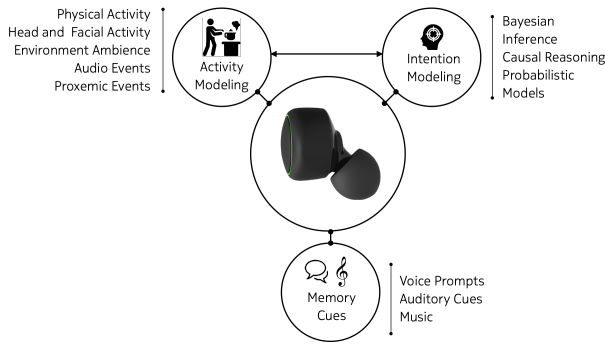 Physical Activity
Head and Facial Activity
Environment Ambience
Audio Events
Proxemic Events
Activity
Modeling
Intention
Modeling
Bayesian
Inference
Causal Reasoning
Probabilistic
Models
Memory
Cues
Voice Prompts
Auditory Cues
Music